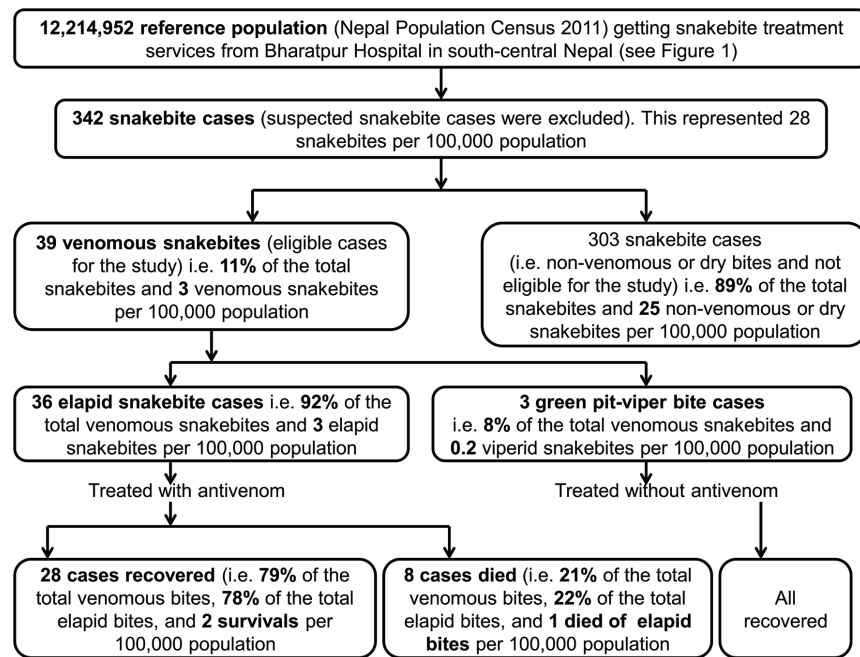 12,214,952 reference population (Nepal Population Census 2011) getting snakebite treatment
services from Bharatpur Hospital in south-central Nepal (see Figure 1)
342 snakebite cases (suspected snakebite cases were excluded). This represented 28
snakebites per 100,000 population
39 venomous snakebites (eligible cases
for the study) i.e. 11% of the total
snakebites and 3 venomous snakebites
per 100,000 population
303 snakebite cases
(i.e. non-venomous or dry bites and not
eligible for the study) i.e. 89% of the total
snakebites and 25 non-venomous or dry
snakebites per 100,000 population
36 elapid snakebite cases i.e. 92% of the
total venomous snakebites and 3 elapid
snakebites per 100,000 population
3 green pit-viper bite cases
i.e. 8% of the total venomous snakebites and
0.2 viperid snakebites per 100,000 population
Treated with antivenom
Treated without antivenom
28 cases recovered (i.e. 79% of the
total venomous bites, 78% of the total
elapid bites, and 2 survivals per
100,000 population
8 cases died (i.e. 21% of the total
venomous bites, 22% of the total
elapid bites, and 1 died of elapid
bites per 100,000 population
All
recovered